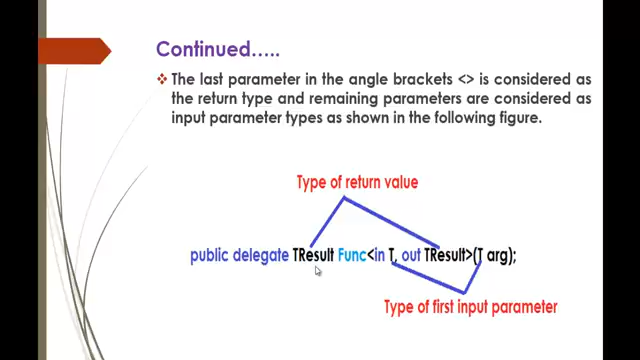 Continued.....
The last parameter in the angle brackets <> is considered as
the return type and remaining parameters are considered as
input parameter types as shown in the following figure.
Type of return value
public delegate TResult Func<in T, out TResult>(T arg);
Type of first input parameter